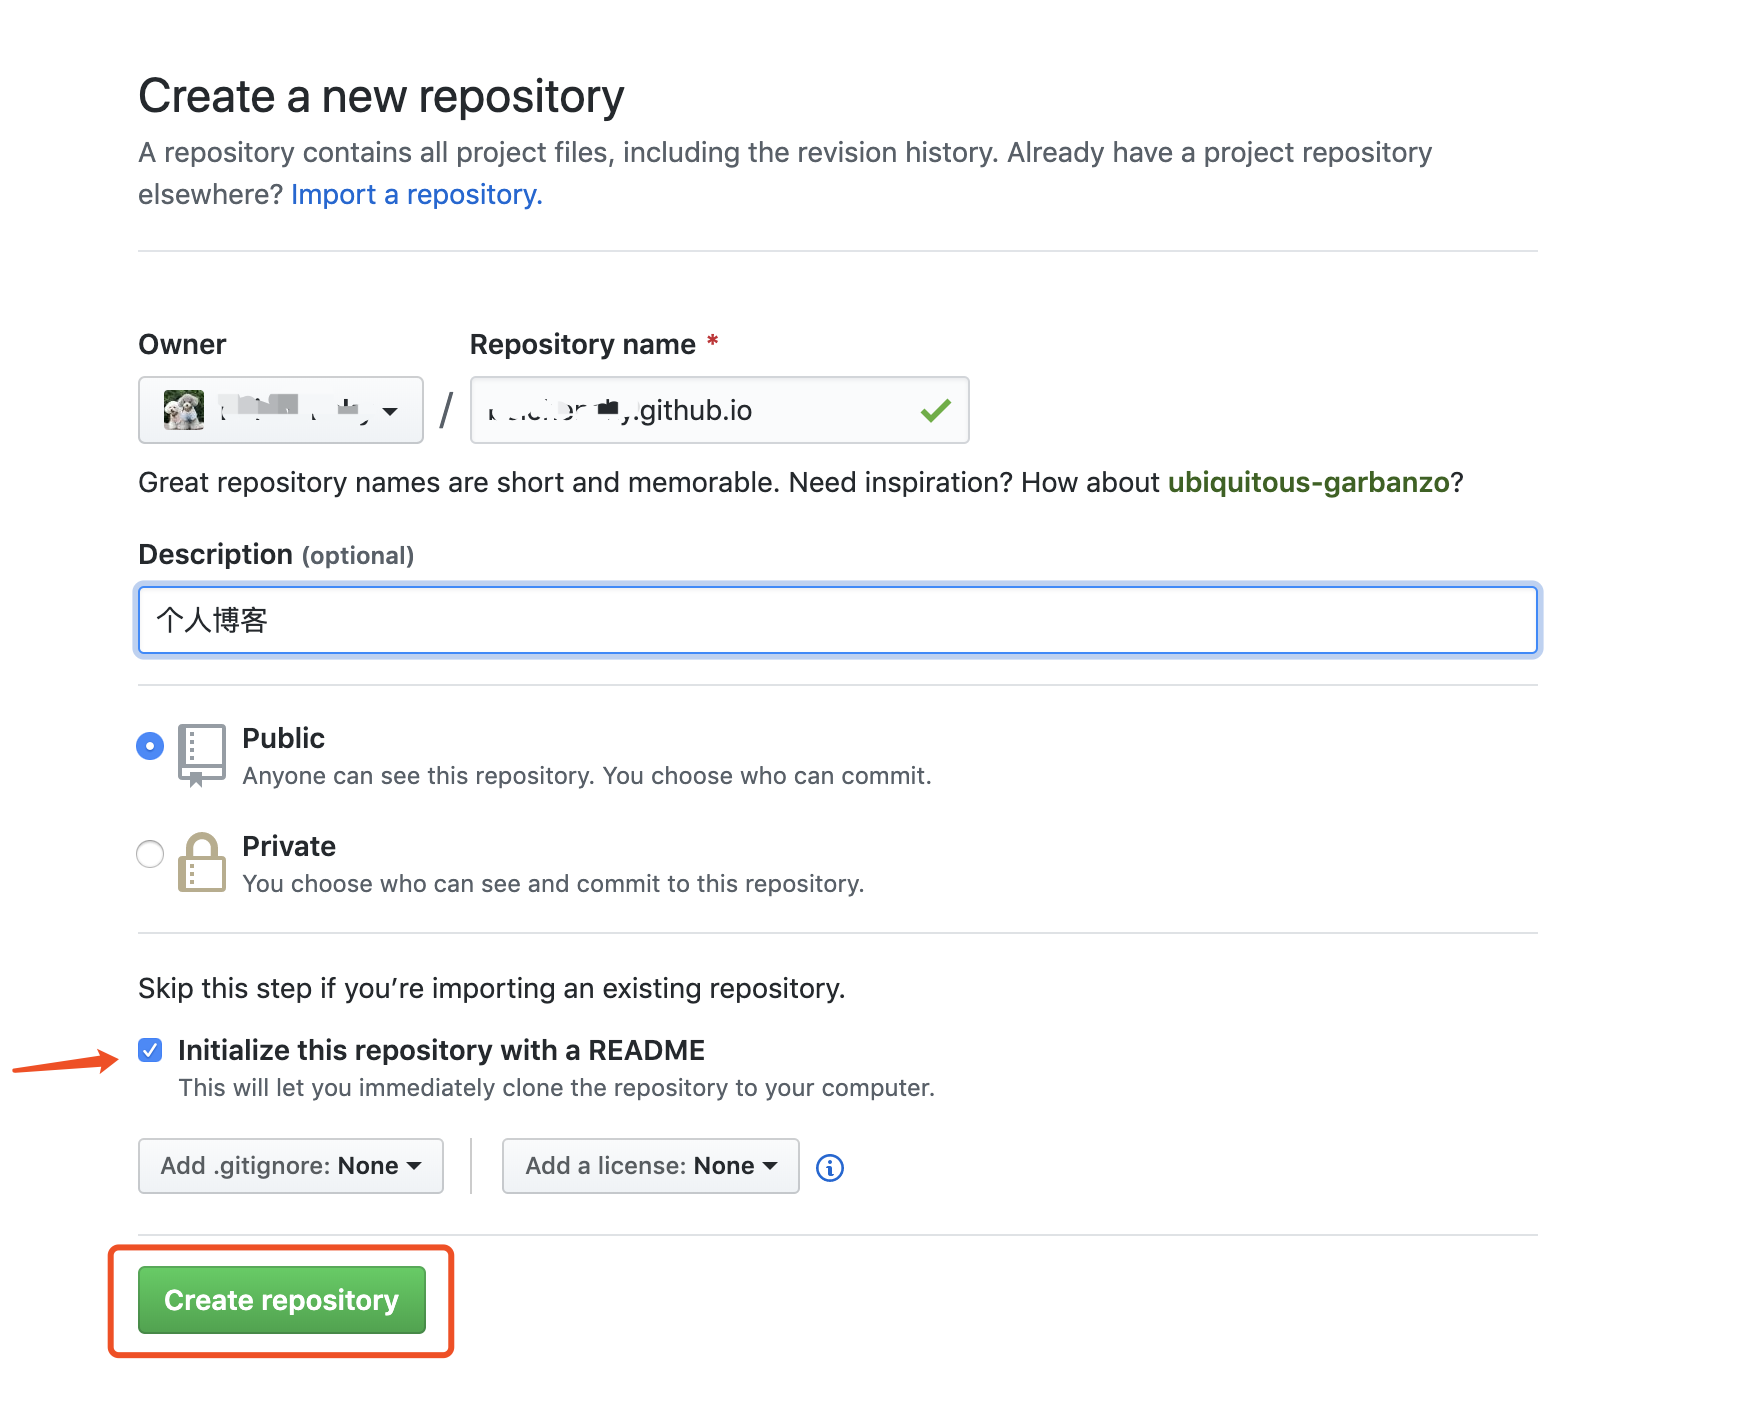 Create a new repository
A repository contains all project files, including the revision history. Already have a project repository
elsewhere? Import a repository.
Owner
Repository name *
/
.github.io
Great repository names are short and memorable. Need inspiration? How about ubiquitous-garbanzo?
Description (optional)
个人博客
Public
Anyone can see this repository. You choose who can commit.
Private
You choose who can see and commit to this repository.
Skip this step if you’re importing an existing repository.
Initialize this repository with a README
This will let you immediately clone the repository to your computer.
Add .gitignore: None
Add a license: None
Create repository